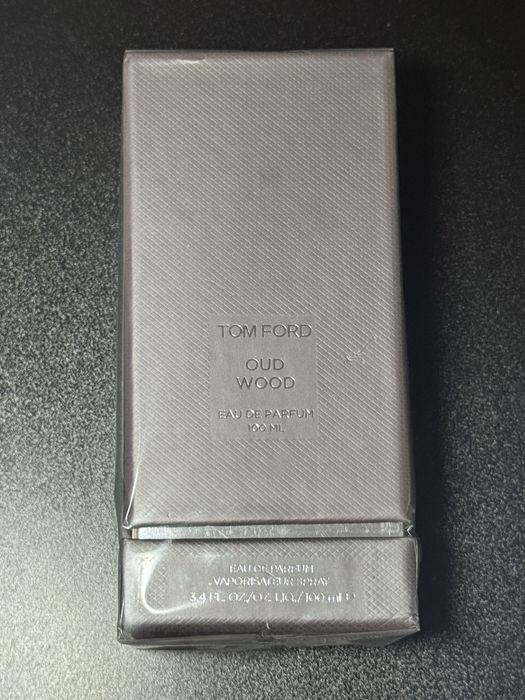 TOM FORD
OUD
WOOD
EAU DE PARFUM
100 ML
EAU DE PARFUM
VAPORISATEUR SPRAY
3.4 FL. OZ./OZ. LIQ./100 ml ℮